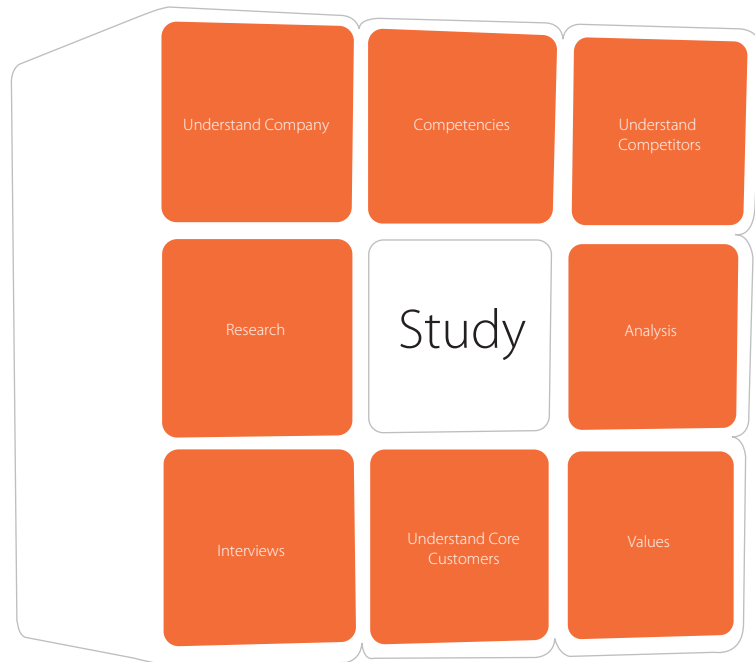 Understand Company
Competencies
Understand
Competitors
Research
Study
Analysis
Interviews
Understand Core
Customers
Values